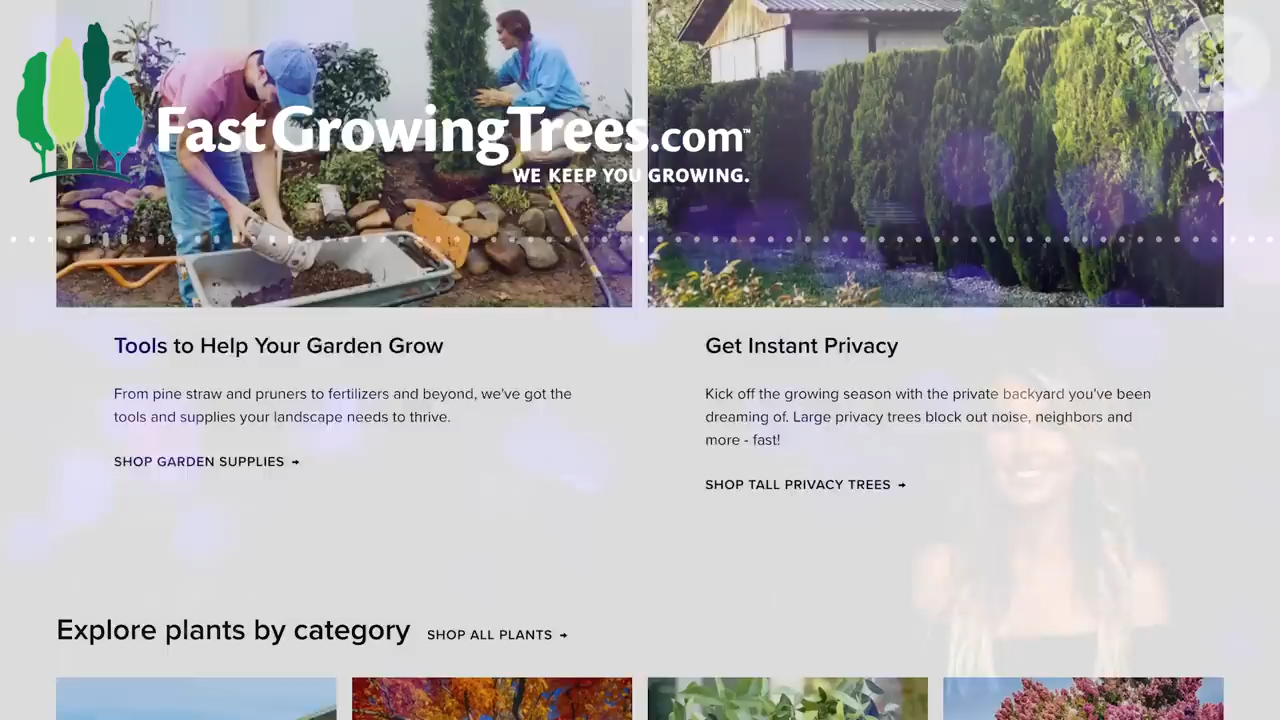 FastGrowingTrees.com™
WE KEEP YOU GROWING.
Tools to Help Your Garden Grow
From pine straw and pruners to fertilizers and beyond, we've got the
tools and supplies your landscape needs to thrive.
SHOP GARDEN SUPPLIES →
Get Instant Privacy
Kick off the growing season with the private backyard you've been
dreaming of. Large privacy trees block out noise, neighbors and
more - fast!
SHOP TALL PRIVACY TREES →
Explore plants by category SHOP ALL PLANTS →